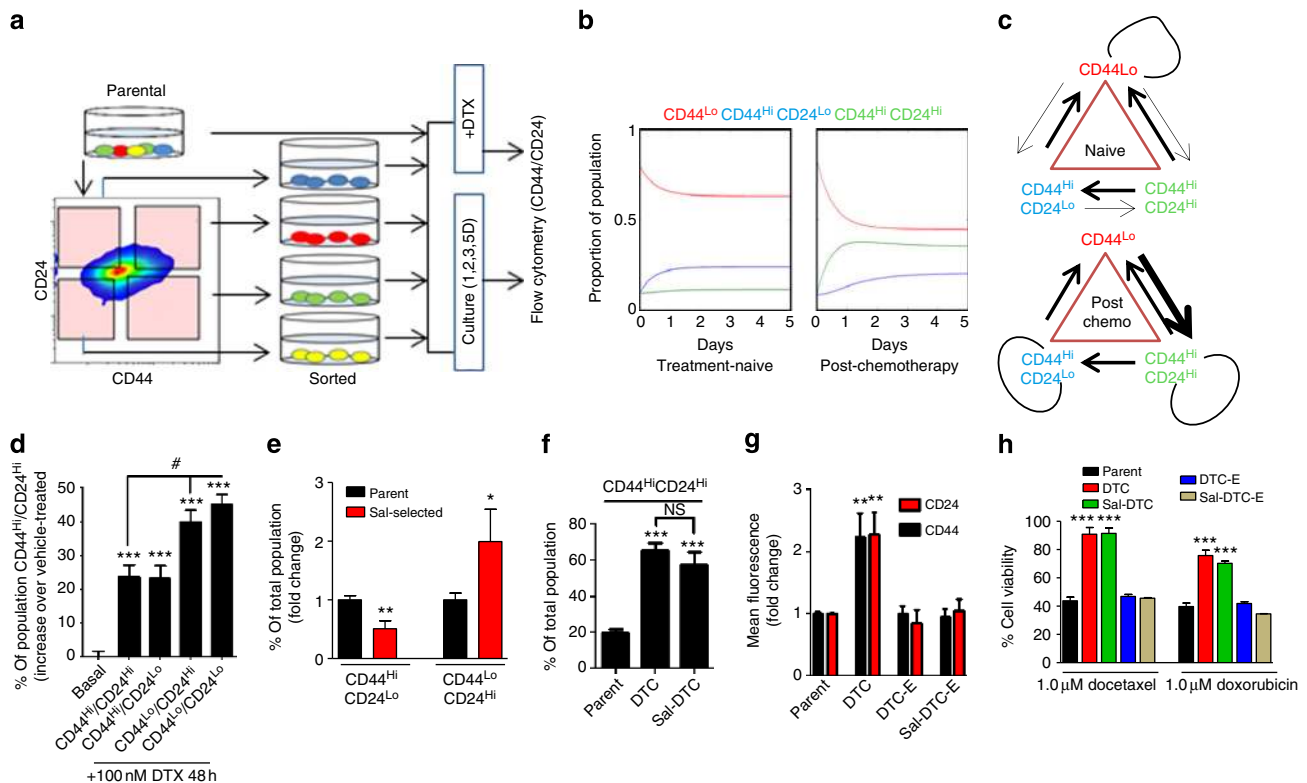 a
Parental
CD24
CD44
Sorted
+DTX
Culture (1,2,3,5D)
Flow cytometry (CD44/CD24)
b
CD44Lo CD44Hi CD24Lo CD44Hi CD24Hi
Proportion of population
1
0.5
0
0 1 2 3 4 5
0 1 2 3 4 5
Days
Days
Treatment-naive
Post-chemotherapy
c
CD44Lo
Naive
CD44Hi
CD24Lo
CD44Hi
CD24Hi
CD44Lo
Post
chemo
CD44Hi
CD24Lo
CD44Hi
CD24Hi
d
% Of population CD44Hi/CD24Hi
(increase over vehicle-treated)
50
40
30
20
10
0
#
***
***
***
***
Basal
CD44Hi/CD24Hi
CD44Hi/CD24Lo
CD44Lo/CD24Hi
CD44Lo/CD24Lo
+100 nM DTX 48 h
e
% Of total population
(fold change)
3
2
1
0
Parent
Sal-selected
**
*
CD44Hi
CD24Lo
CD44Lo
CD24Hi
f
CD44HiCD24Hi
NS
***
***
% Of total population
80
60
40
20
0
Parent
DTC
Sal-DTC
g
Mean fluorescence
(fold change)
3
2
1
0
** **
CD24
CD44
Parent
DTC
DTC-E
Sal-DTC-E
h
Parent
DTC
Sal-DTC
DTC-E
Sal-DTC-E
% Cell viability
100
80
60
40
20
0
*** ***
***
***
1.0 µM docetaxel
1.0 µM doxorubicin